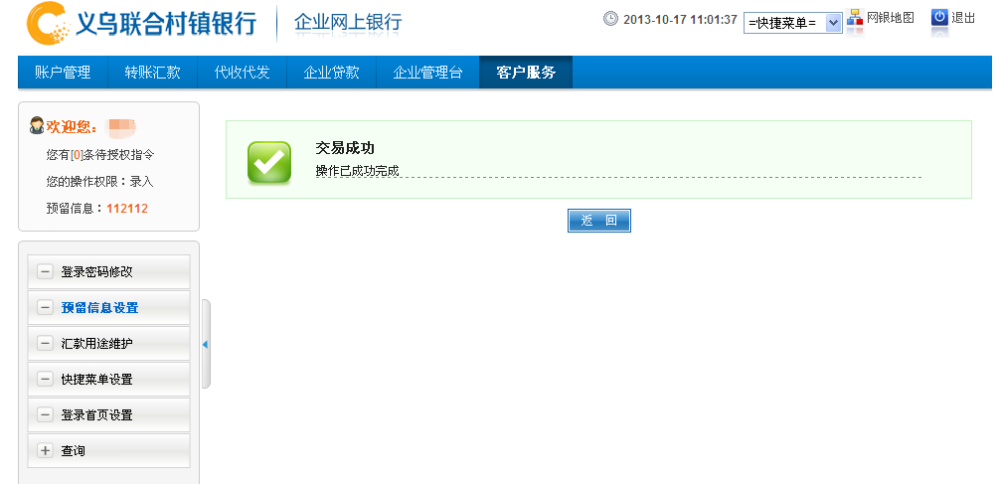 义乌联合村镇银行 企业网上银行 2013-10-17 11:01:37 =快捷菜单= 网银地图 退出
账户管理 转账汇款 代收代发 企业贷款 企业管理台 客户服务
欢迎您：
您有[0]条待授权指令
您的操作权限：录入
预留信息：112112
交易成功
操作已成功完成
返 回
登录密码修改
预留信息设置
汇款用途维护
快捷菜单设置
登录首页设置
查询